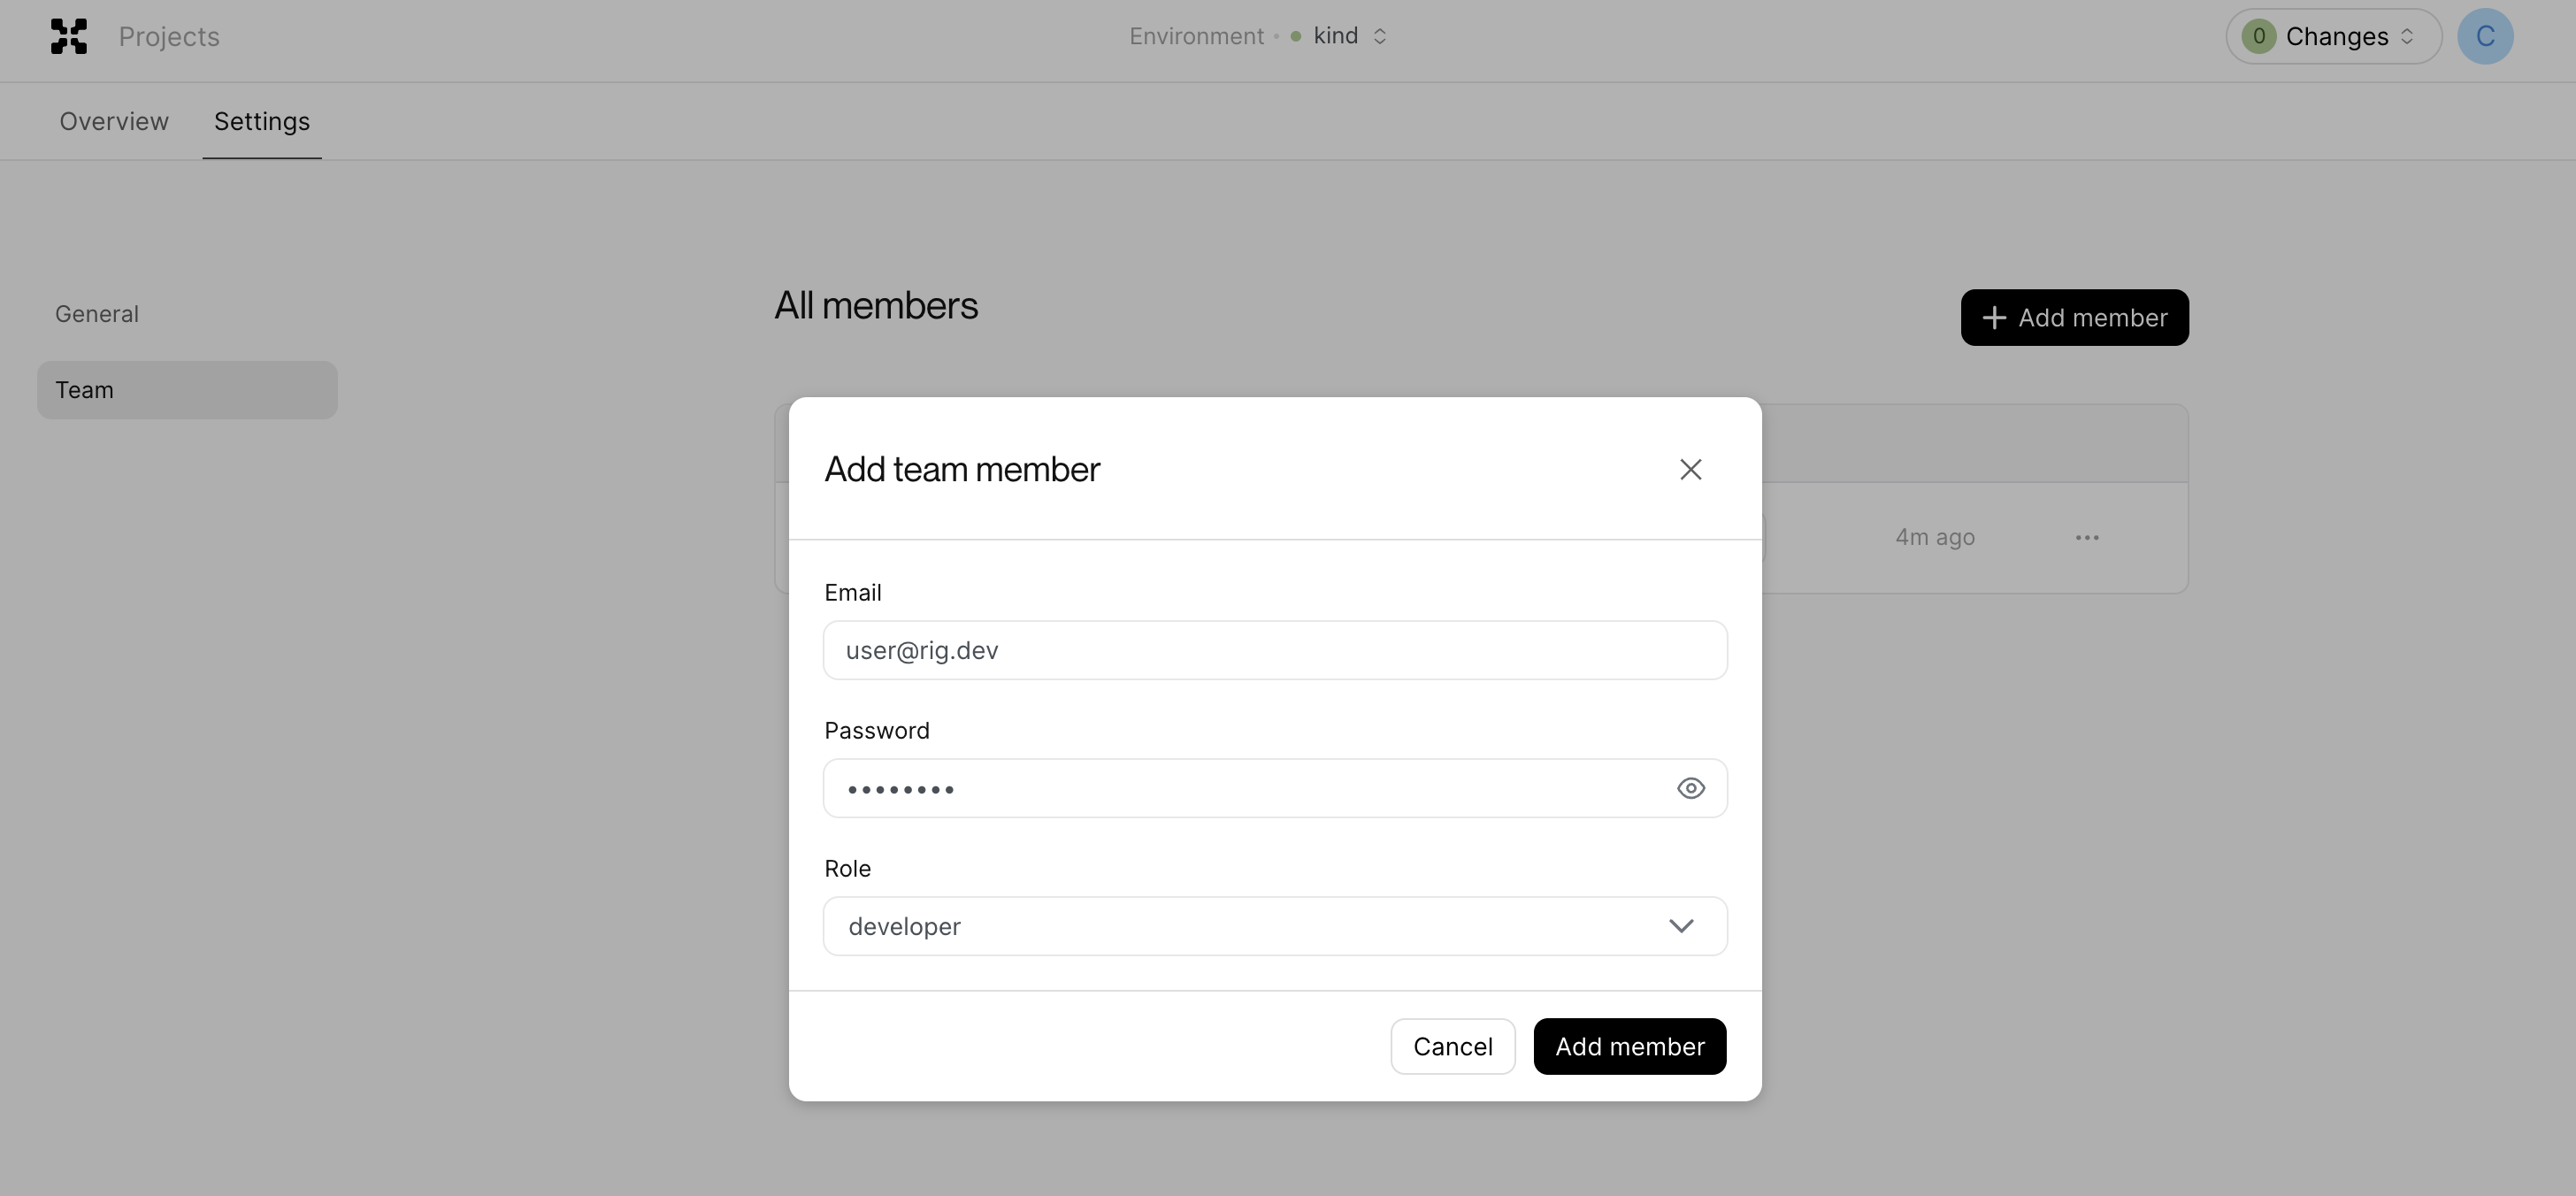 Projects
Environment • kind
0 Changes
C
Overview
Settings
General
Team
All members
Add member
4m ago
Add team member
Email
user@rig.dev
Password
••••••••
Role
developer
Cancel
Add member